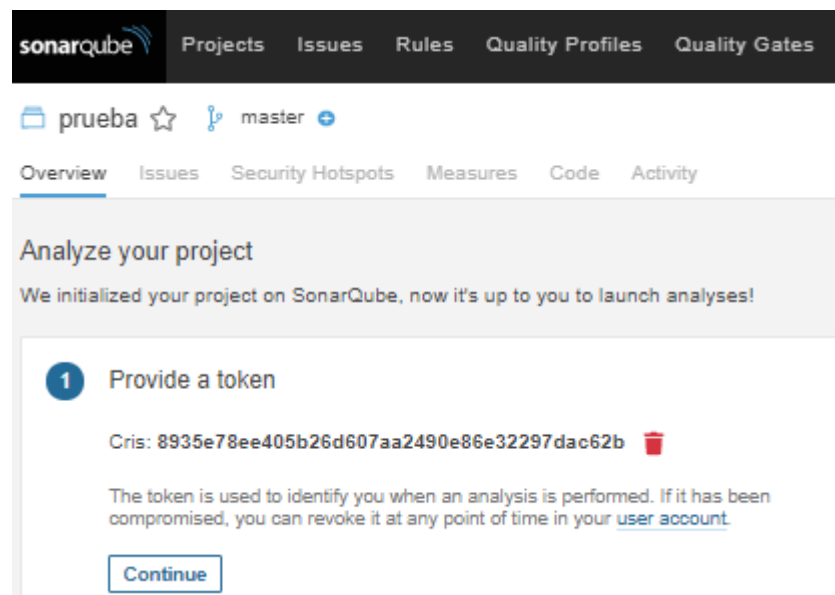 sonarqube Projects Issues Rules Quality Profiles Quality Gates
prueba master
Overview Issues Security Hotspots Measures Code Activity
Analyze your project
We initialized your project on SonarQube, now it's up to you to launch analyses!
1 Provide a token
Cris: 8935e78ee405b26d607aa2490e86e32297dac62b
The token is used to identify you when an analysis is performed. If it has been
compromised, you can revoke it at any point of time in your user account.
Continue